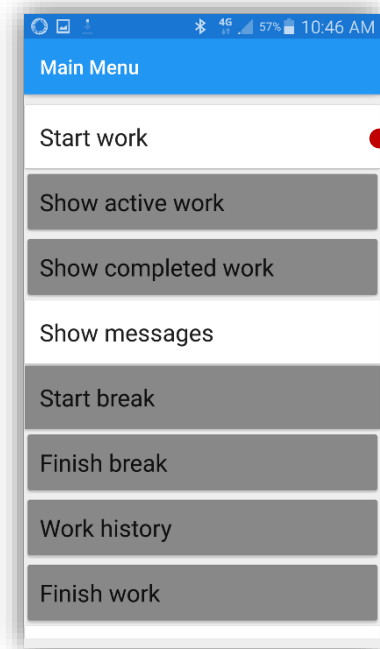 4G 57% 10:46 AM
Main Menu
Start work
Show active work
Show completed work
Show messages
Start break
Finish break
Work history
Finish work